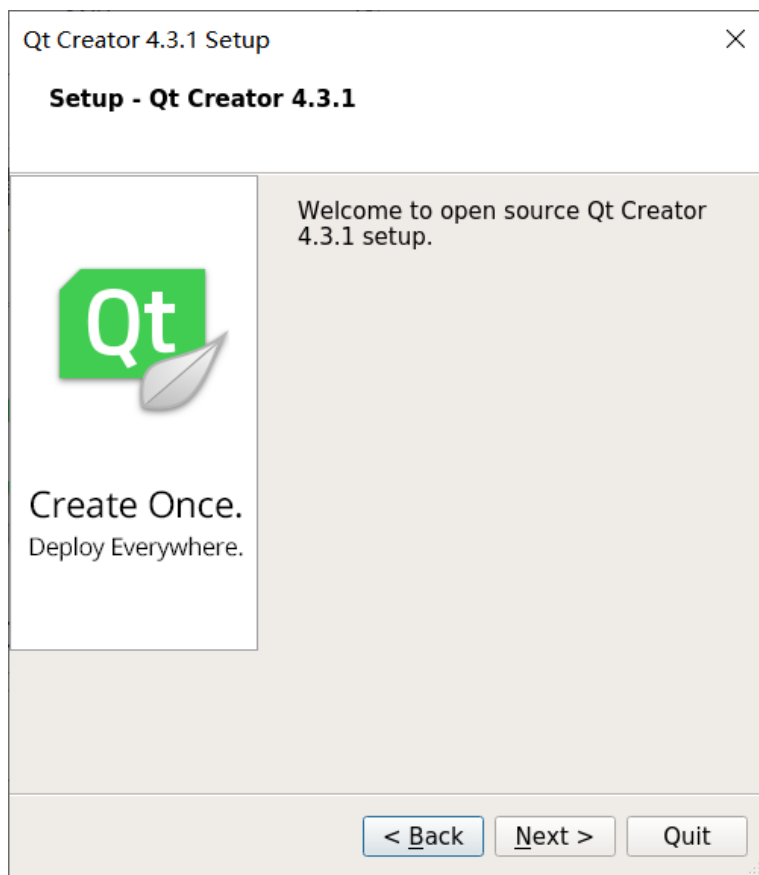 Qt Creator 4.3.1 Setup
Setup - Qt Creator 4.3.1
Welcome to open source Qt Creator
4.3.1 setup.
Qt
Create Once.
Deploy Everywhere.
< Back Next > Quit